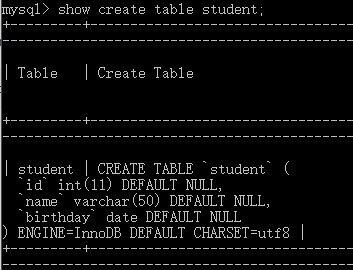 mysql> show create table student;
+---------+------------------------------
-----------------------------------------
| Table   | Create Table
+---------+------------------------------
-----------------------------------------
| student | CREATE TABLE `student` (
  `id` int(11) DEFAULT NULL,
  `name` varchar(50) DEFAULT NULL,
  `birthday` date DEFAULT NULL
) ENGINE=InnoDB DEFAULT CHARSET=utf8 |
+---------+------------------------------